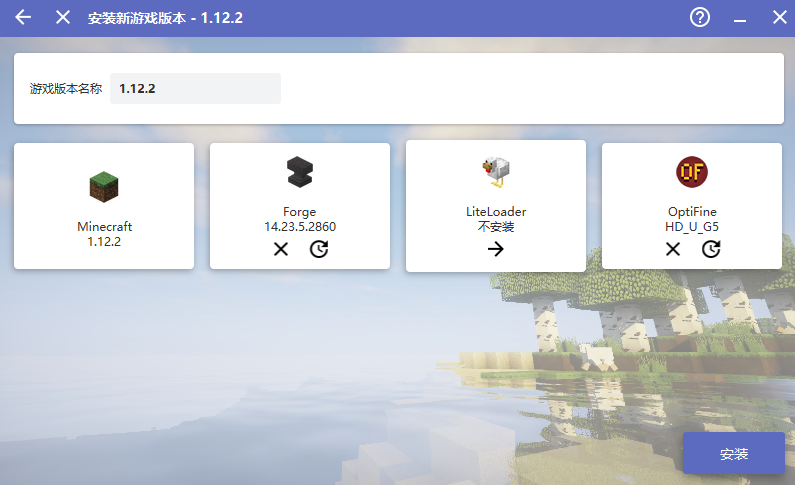 安装新游戏版本 - 1.12.2
游戏版本名称 1.12.2
Minecraft
1.12.2
Forge
14.23.5.2860
LiteLoader
不安装
OF
OptiFine
HD_U_G5
安装